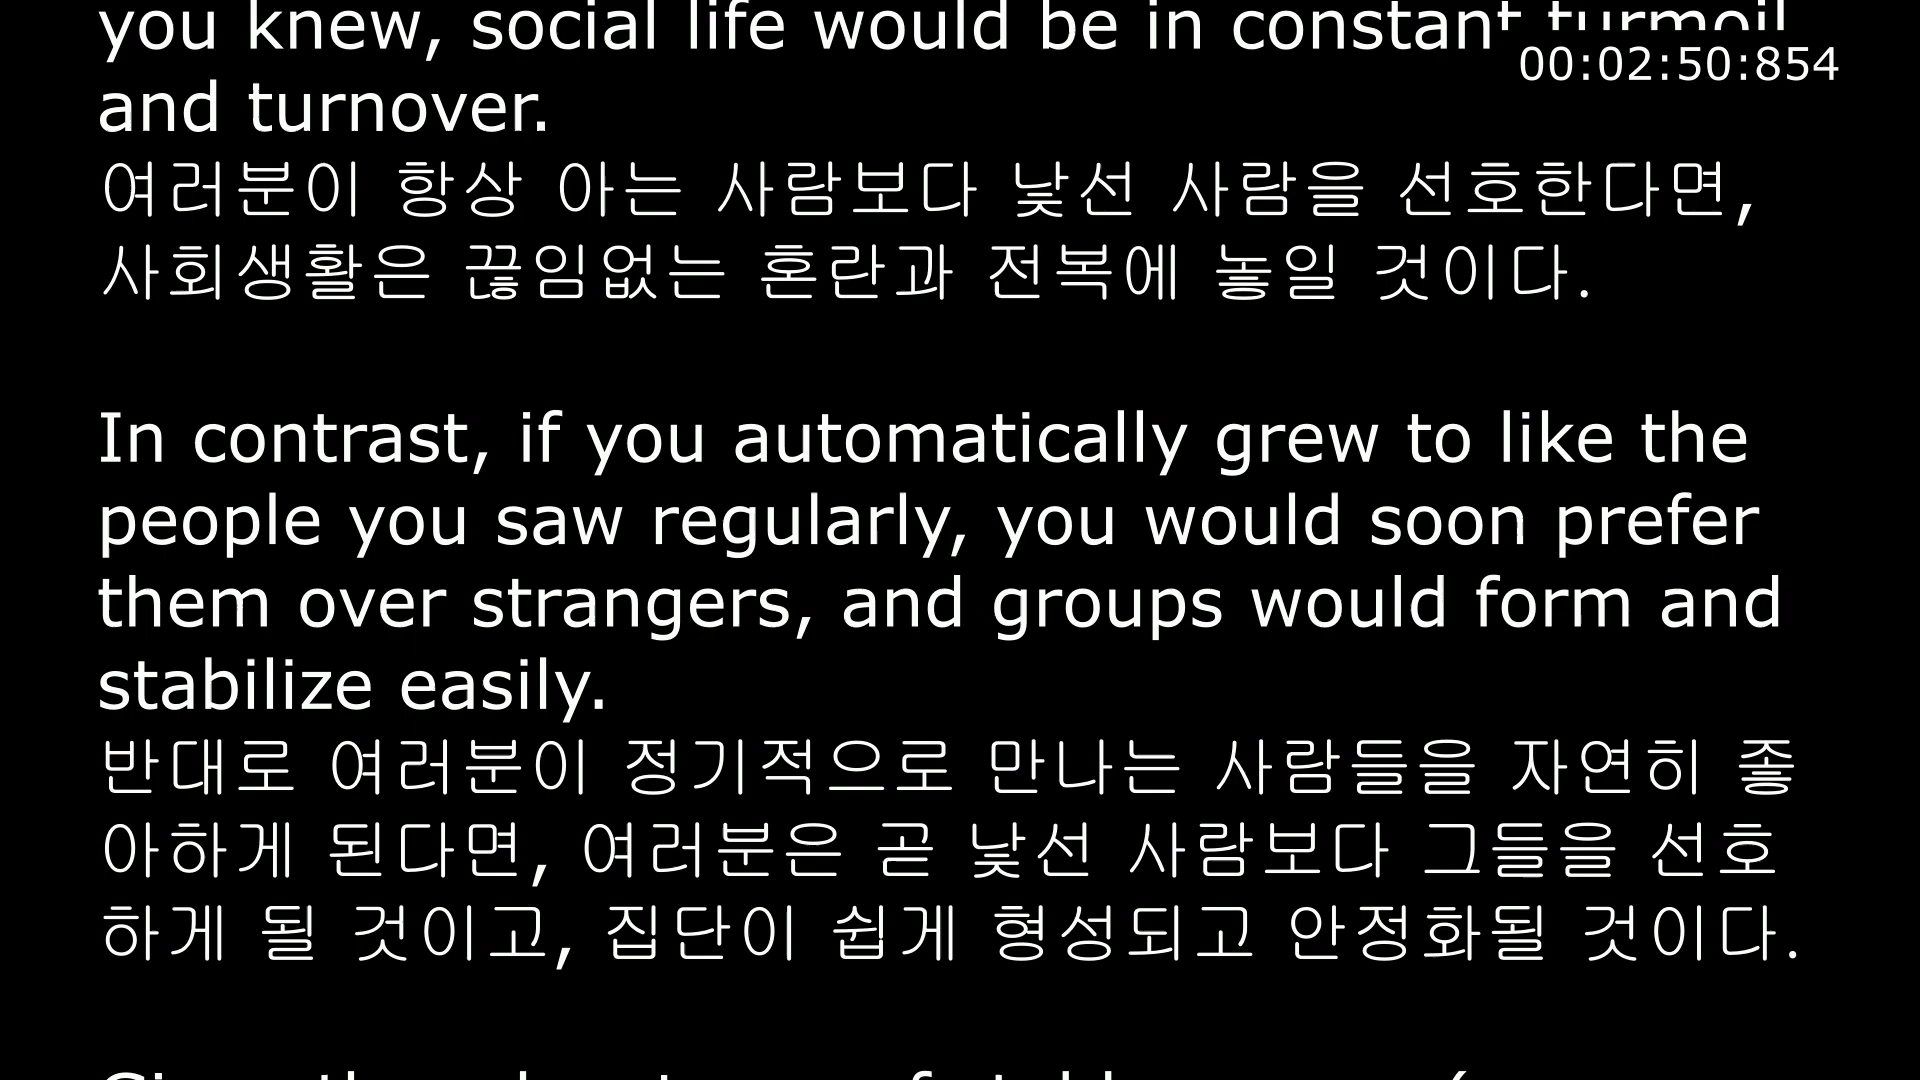 you knew, social life would be in constant turmoil
00:02:50:854
and turnover.
여러분이 항상 아는 사람보다 낯선 사람을 선호한다면,
사회생활은 끊임없는 혼란과 전복에 놓일 것이다.
In contrast, if you automatically grew to like the
people you saw regularly, you would soon prefer
them over strangers, and groups would form and
stabilize easily.
반대로 여러분이 정기적으로 만나는 사람들을 자연히 좋
아하게 된다면, 여러분은 곧 낯선 사람보다 그들을 선호
하게 될 것이고, 집단이 쉽게 형성되고 안정화될 것이다.